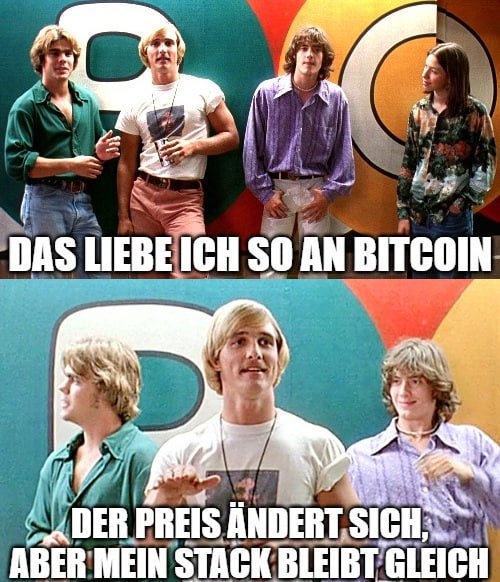 DAS LIEBE ICH SO AN BITCOIN
DER PREIS ÄNDERT SICH,
ABER MEIN STACK BLEIBT GLEICH